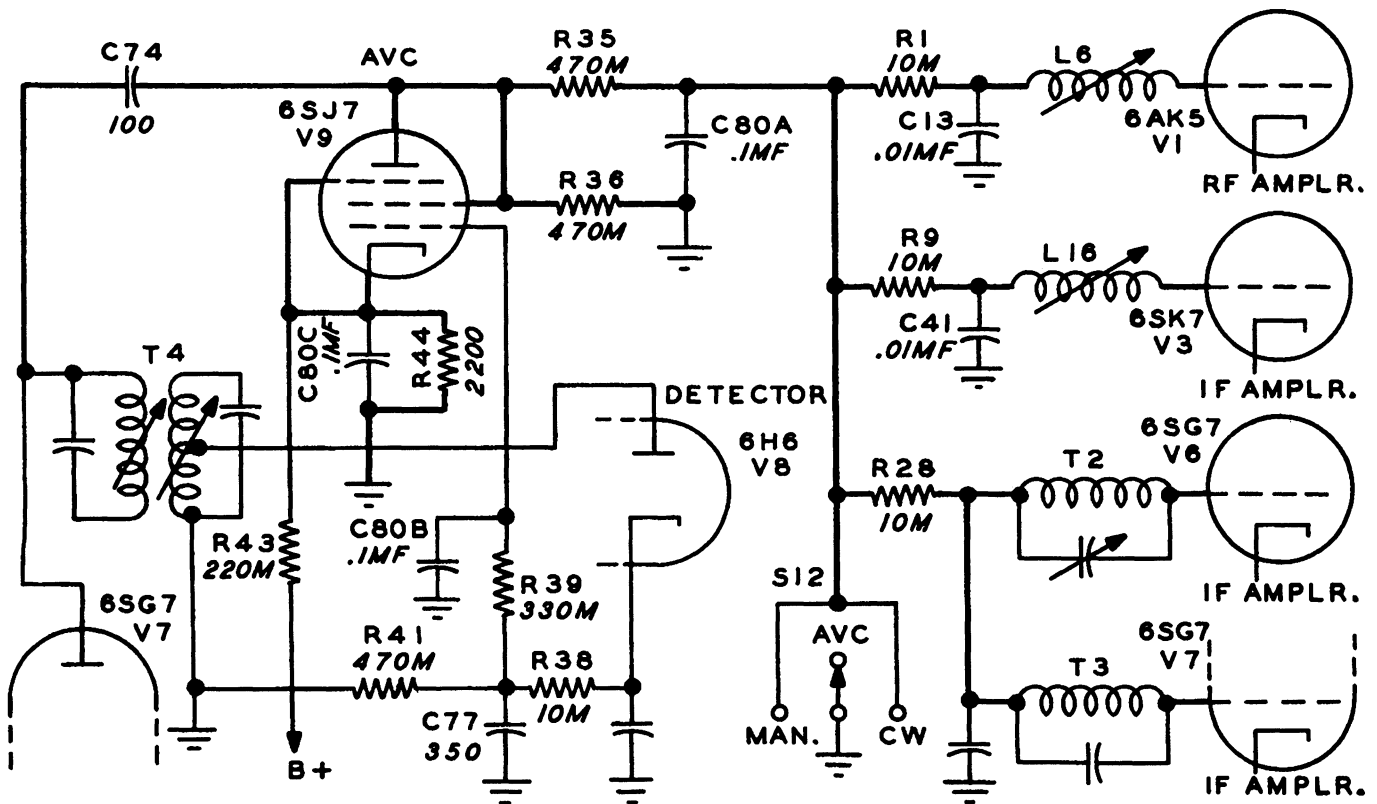 C74
100
AVC
6SJ7
V9
R35
470M
R36
470M
C80A
.1MF
R1
10M
C13
.01MF
L6
6AK5
V1
RF AMPLR.
R9
10M
C41
.01MF
L16
6SK7
V3
IF AMPLR.
T4
C80C
.1MF
R44
2200
DETECTOR
6H6
V8
R28
10M
T2
6SG7
V6
IF AMPLR.
R43
220M
C80B
.1MF
R39
330M
S12
AVC
MAN.
CW
6SG7
V7
R41
470M
R38
10M
C77
350
B+
T3
6SG7
V7
IF AMPLR.